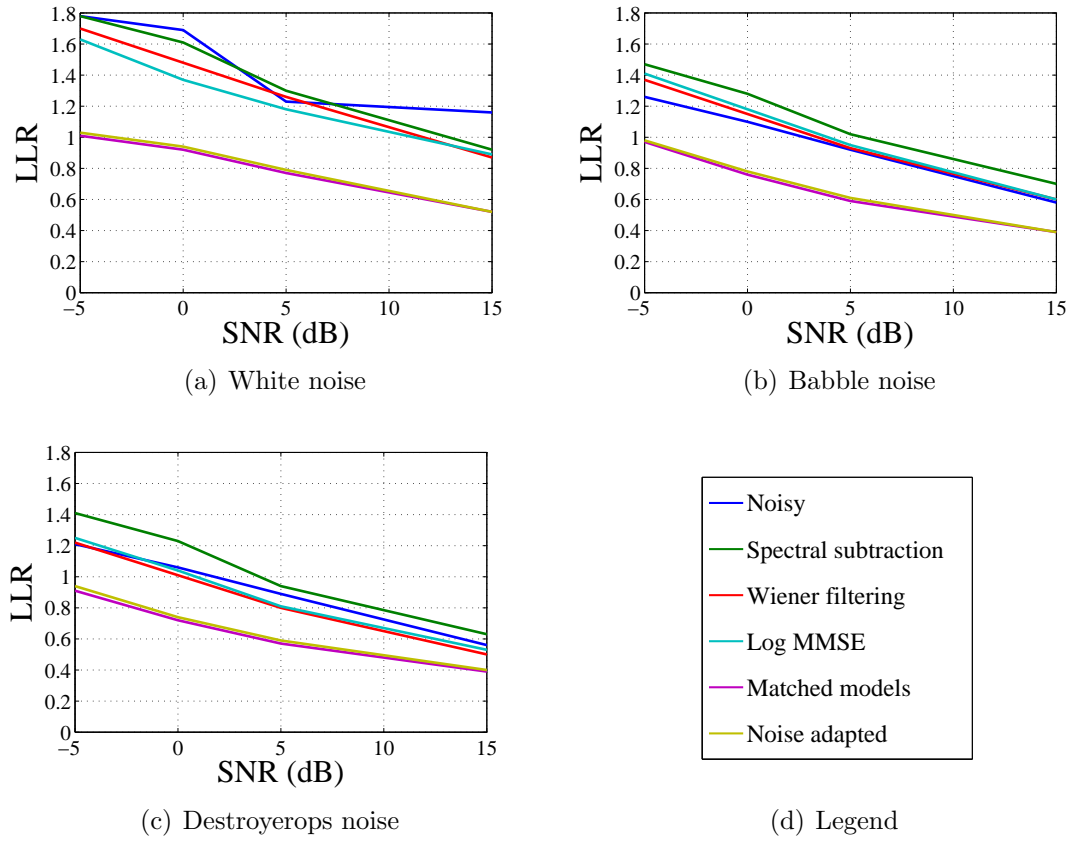 1.8
1.6
1.4
1.2
1
0.8
0.6
0.4
0.2
0
LLR
−5 0 5 10 15
SNR (dB)
(a) White noise
1.8
1.6
1.4
1.2
1
0.8
0.6
0.4
0.2
0
LLR
−5 0 5 10 15
SNR (dB)
(b) Babble noise
1.8
1.6
1.4
1.2
1
0.8
0.6
0.4
0.2
0
LLR
−5 0 5 10 15
SNR (dB)
(c) Destroyerops noise
Noisy
Spectral subtraction
Wiener filtering
Log MMSE
Matched models
Noise adapted
(d) Legend